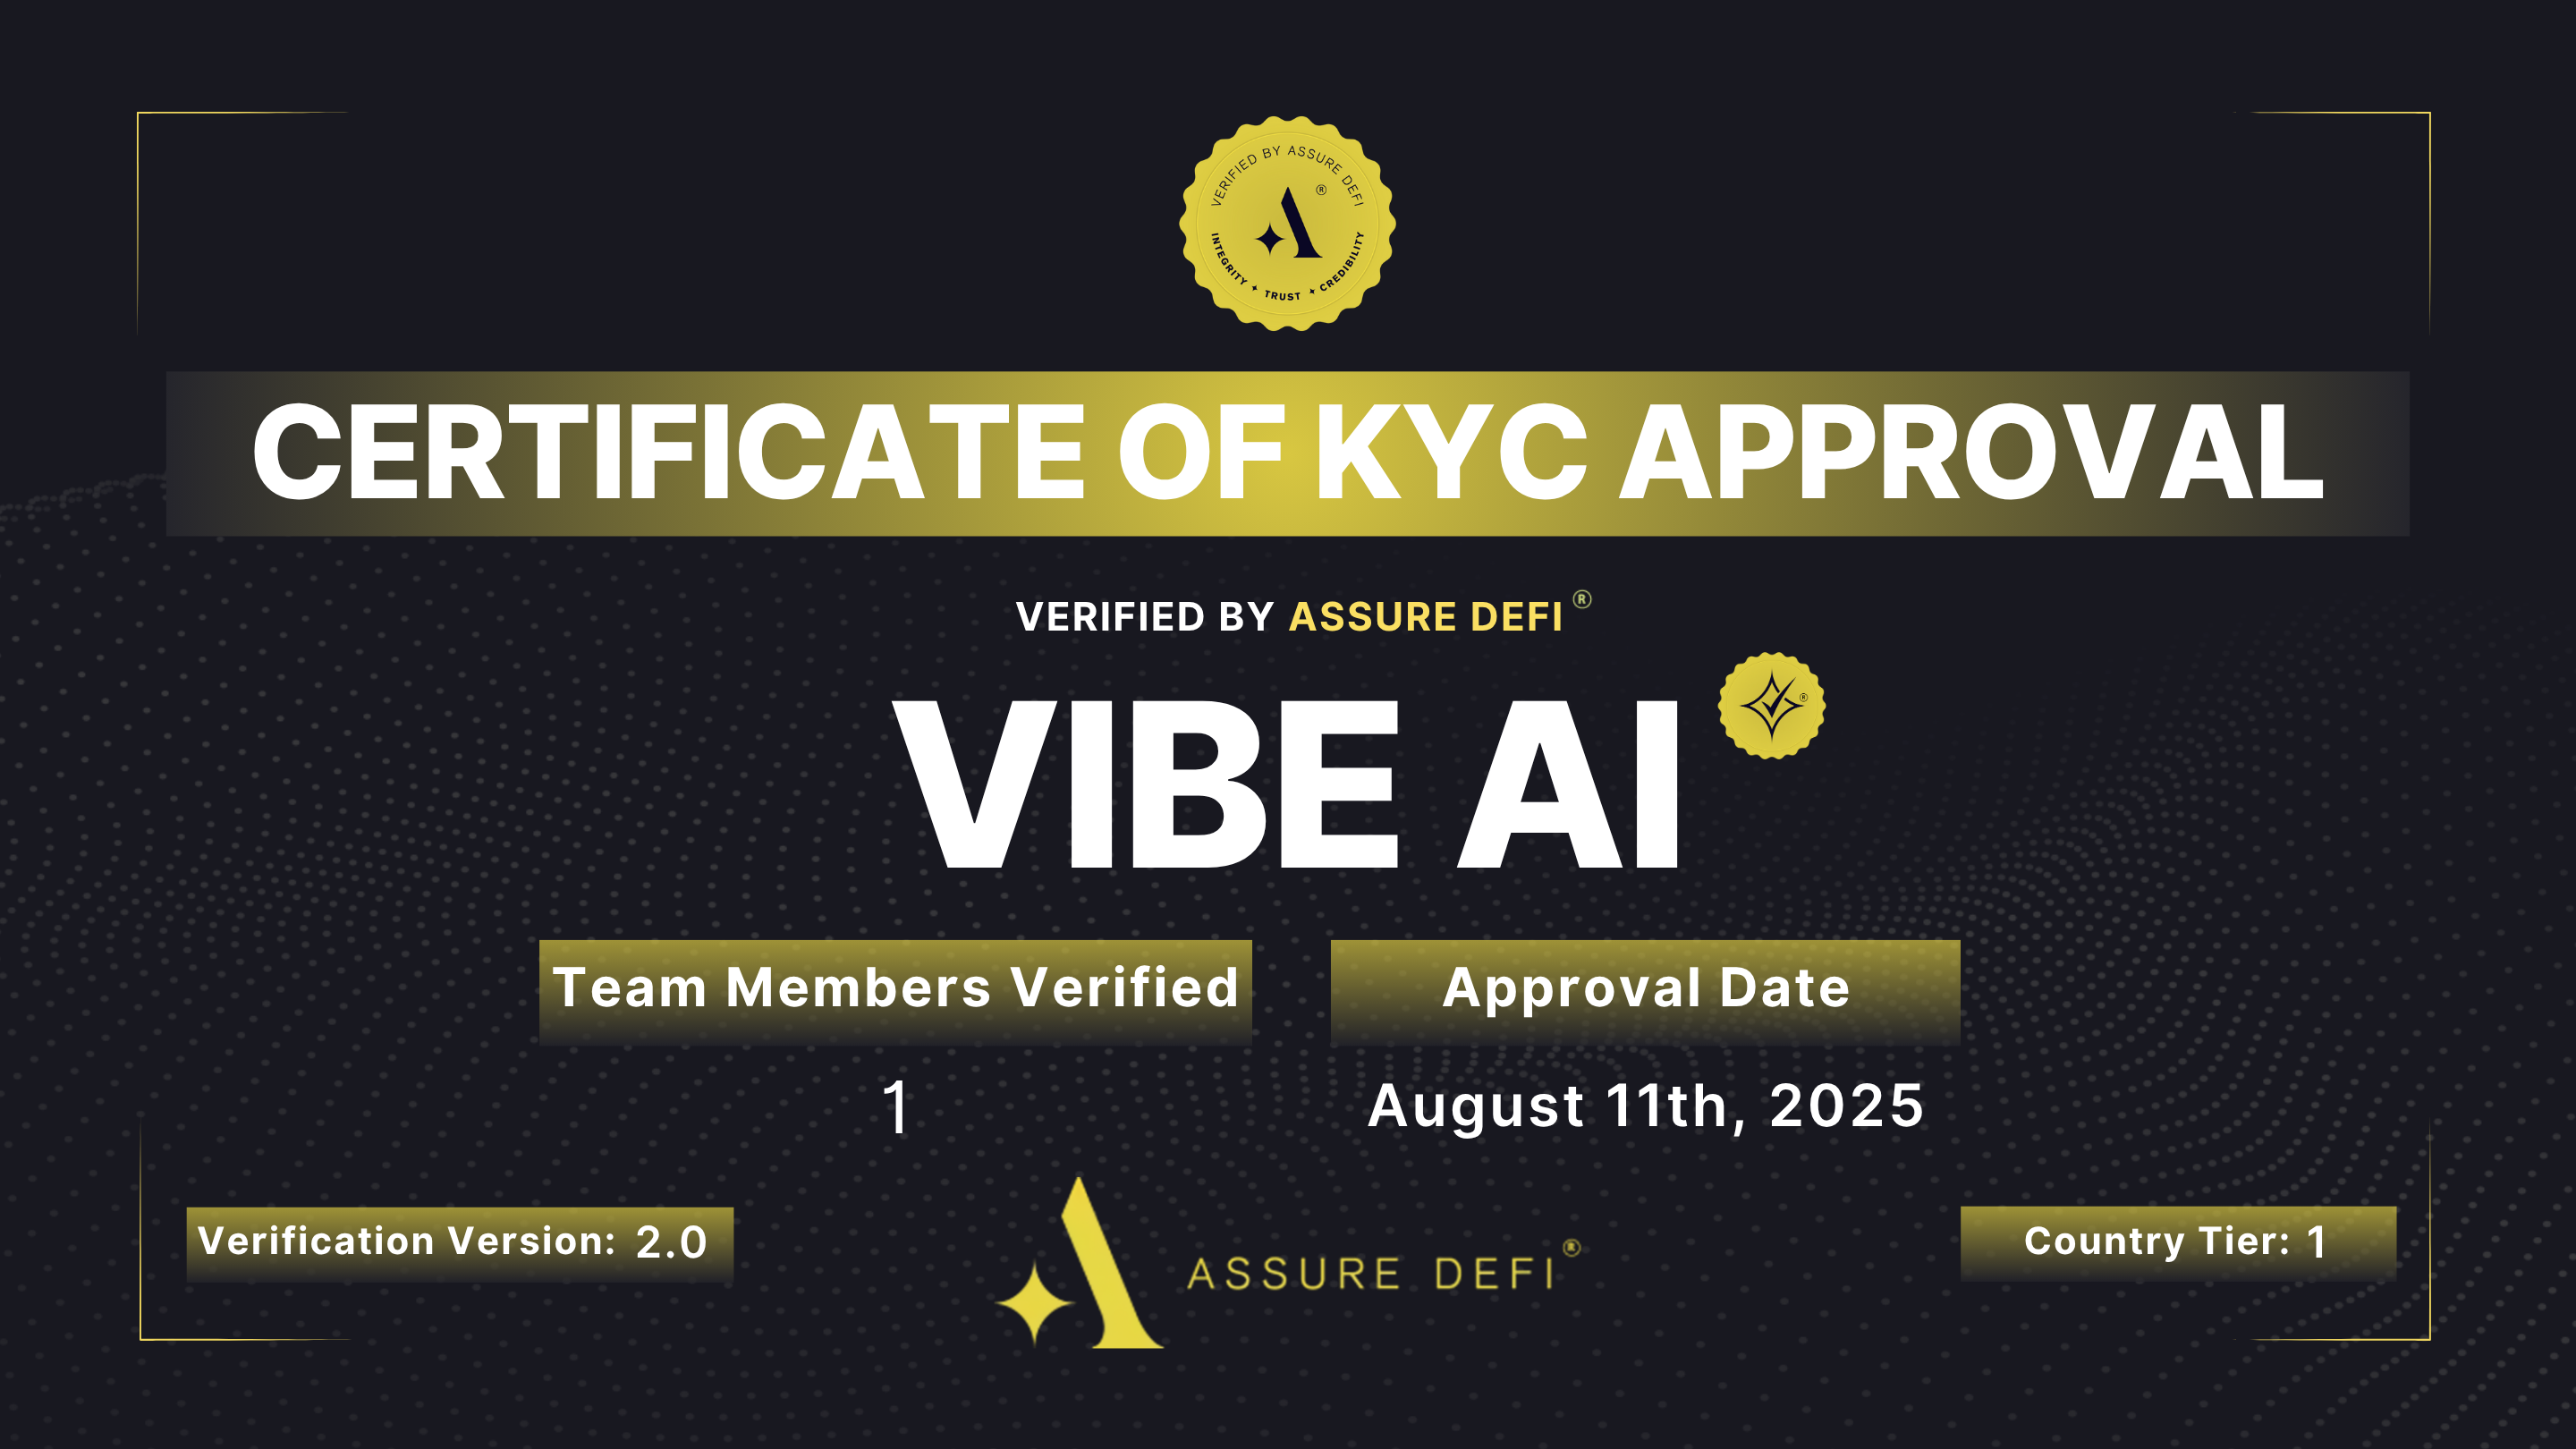 VERIFIED BY ASSURE DEFI
®
INTEGRITY ✦ TRUST ✦ CREDIBILITY
CERTIFICATE OF KYC APPROVAL
VERIFIED BY ASSURE DEFI®
VIBE AI
®
Team Members Verified
1
Approval Date
August 11th, 2025
Verification Version: 2.0
ASSURE DEFI®
Country Tier: 1